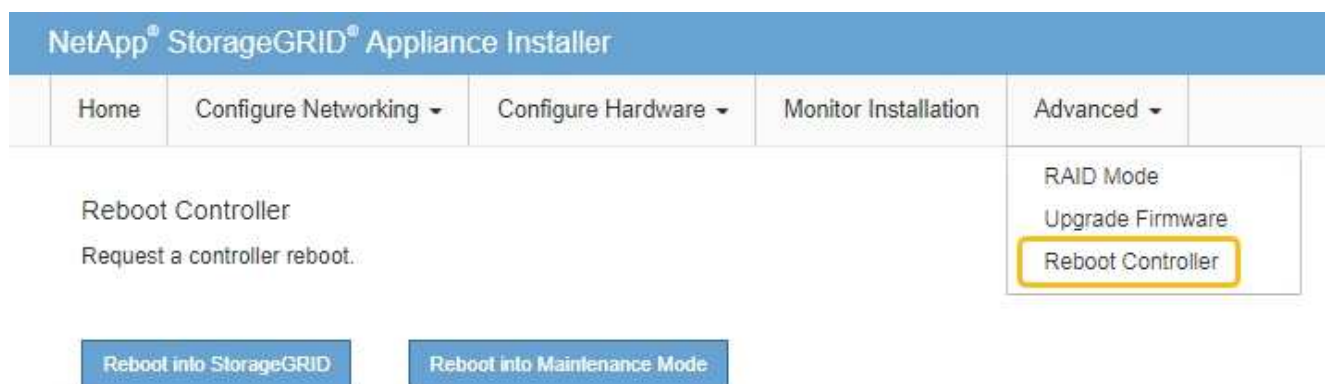 NetApp® StorageGRID® Appliance Installer
Home Configure Networking Configure Hardware Monitor Installation Advanced
RAID Mode
Upgrade Firmware
Reboot Controller
Reboot Controller
Request a controller reboot.
Reboot into StorageGRID Reboot into Maintenance Mode